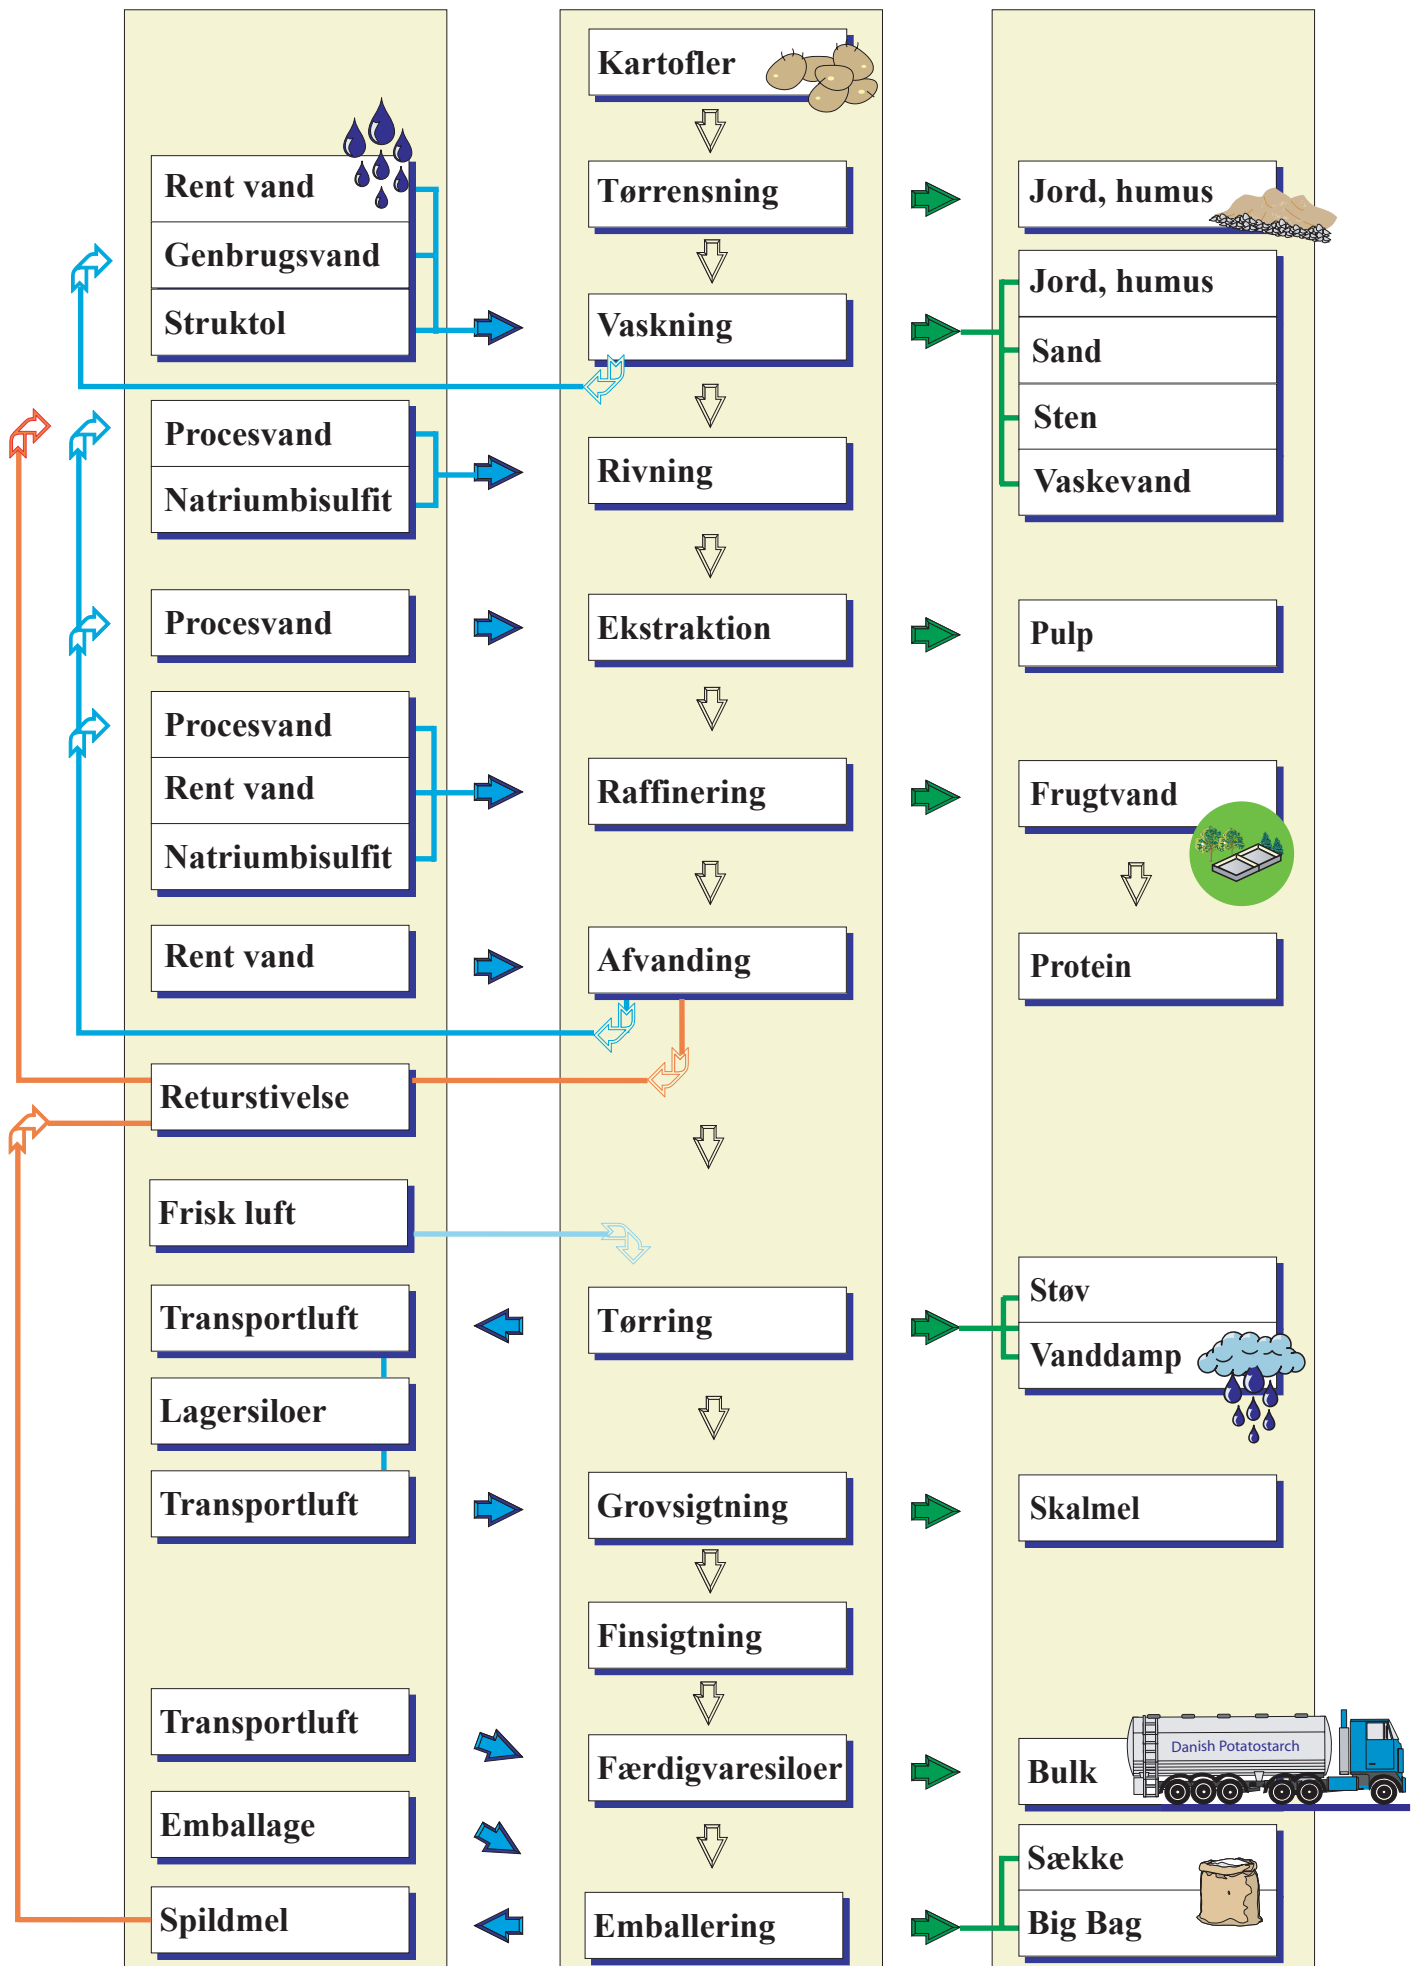 Kartofler
Rent vand
Tørrensning
Jord, humus
Genbrugsvand
Jord, humus
Struktol
Vaskning
Sand
Procesvand
Sten
Rivning
Natriumbisulfit
Vaskevand
Procesvand
Ekstraktion
Pulp
Procesvand
Rent vand
Raffinering
Frugtvand
Natriumbisulfit
Rent vand
Afvanding
Protein
Returstivelse
Frisk luft
Støv
Transportluft
Tørring
Vanddamp
Lagersiloer
Transportluft
Grovsigtning
Skalmel
Finsigtning
Transportluft
Danish Potatostarch
Færdigvaresiloer
Bulk
Emballage
Sække
Spildmel
Emballering
Big Bag